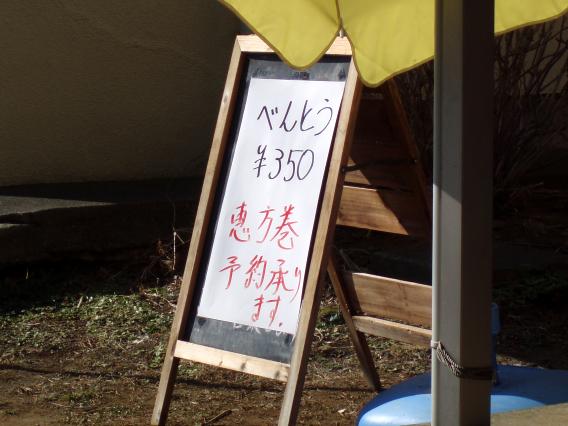 べんとう
¥350
恵方巻
予約承り
ます.